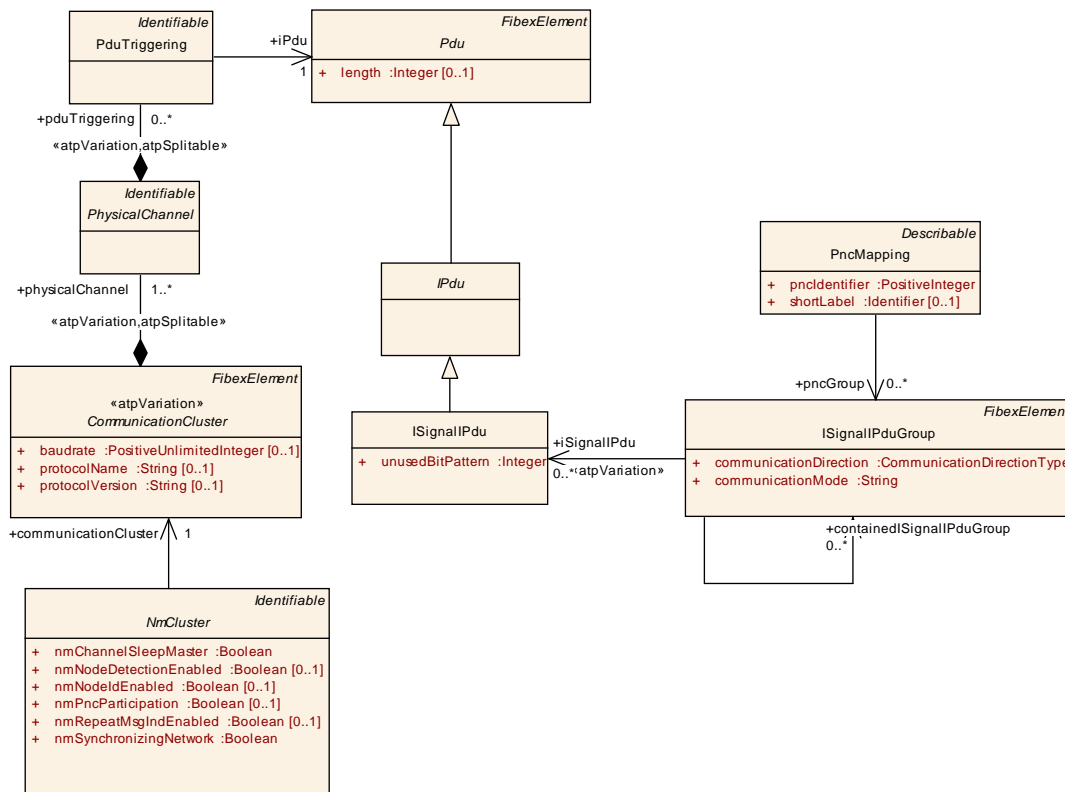 Identifiable
PduTriggering
+iPdu
1
FibexElement
Pdu
+ length :Integer [0..1]
+pduTriggering 0..*
«atpVariation,atpSplitable»
Identifiable
PhysicalChannel
+physicalChannel 1..*
«atpVariation,atpSplitable»
IPdu
Describable
PncMapping
+ pncIdentifier :PositiveInteger
+ shortLabel :Identifier [0..1]
+pncGroup 0..*
FibexElement
«atpVariation»
CommunicationCluster
+ baudrate :PositiveUnlimitedInteger [0..1]
+ protocolName :String [0..1]
+ protocolVersion :String [0..1]
ISignalIPdu
+ unusedBitPattern :Integer
+iSignalIPdu
0..*
atpVariation»
FibexElement
ISignalIPduGroup
+ communicationDirection :CommunicationDirectionType
+ communicationMode :String
+containedISignalIPduGroup
0..*
+communicationCluster 1
Identifiable
NmCluster
+ nmChannelSleepMaster :Boolean
+ nmNodeDetectionEnabled :Boolean [0..1]
+ nmNodeIdEnabled :Boolean [0..1]
+ nmPncParticipation :Boolean [0..1]
+ nmRepeatMsgIndEnabled :Boolean [0..1]
+ nmSynchronizingNetwork :Boolean